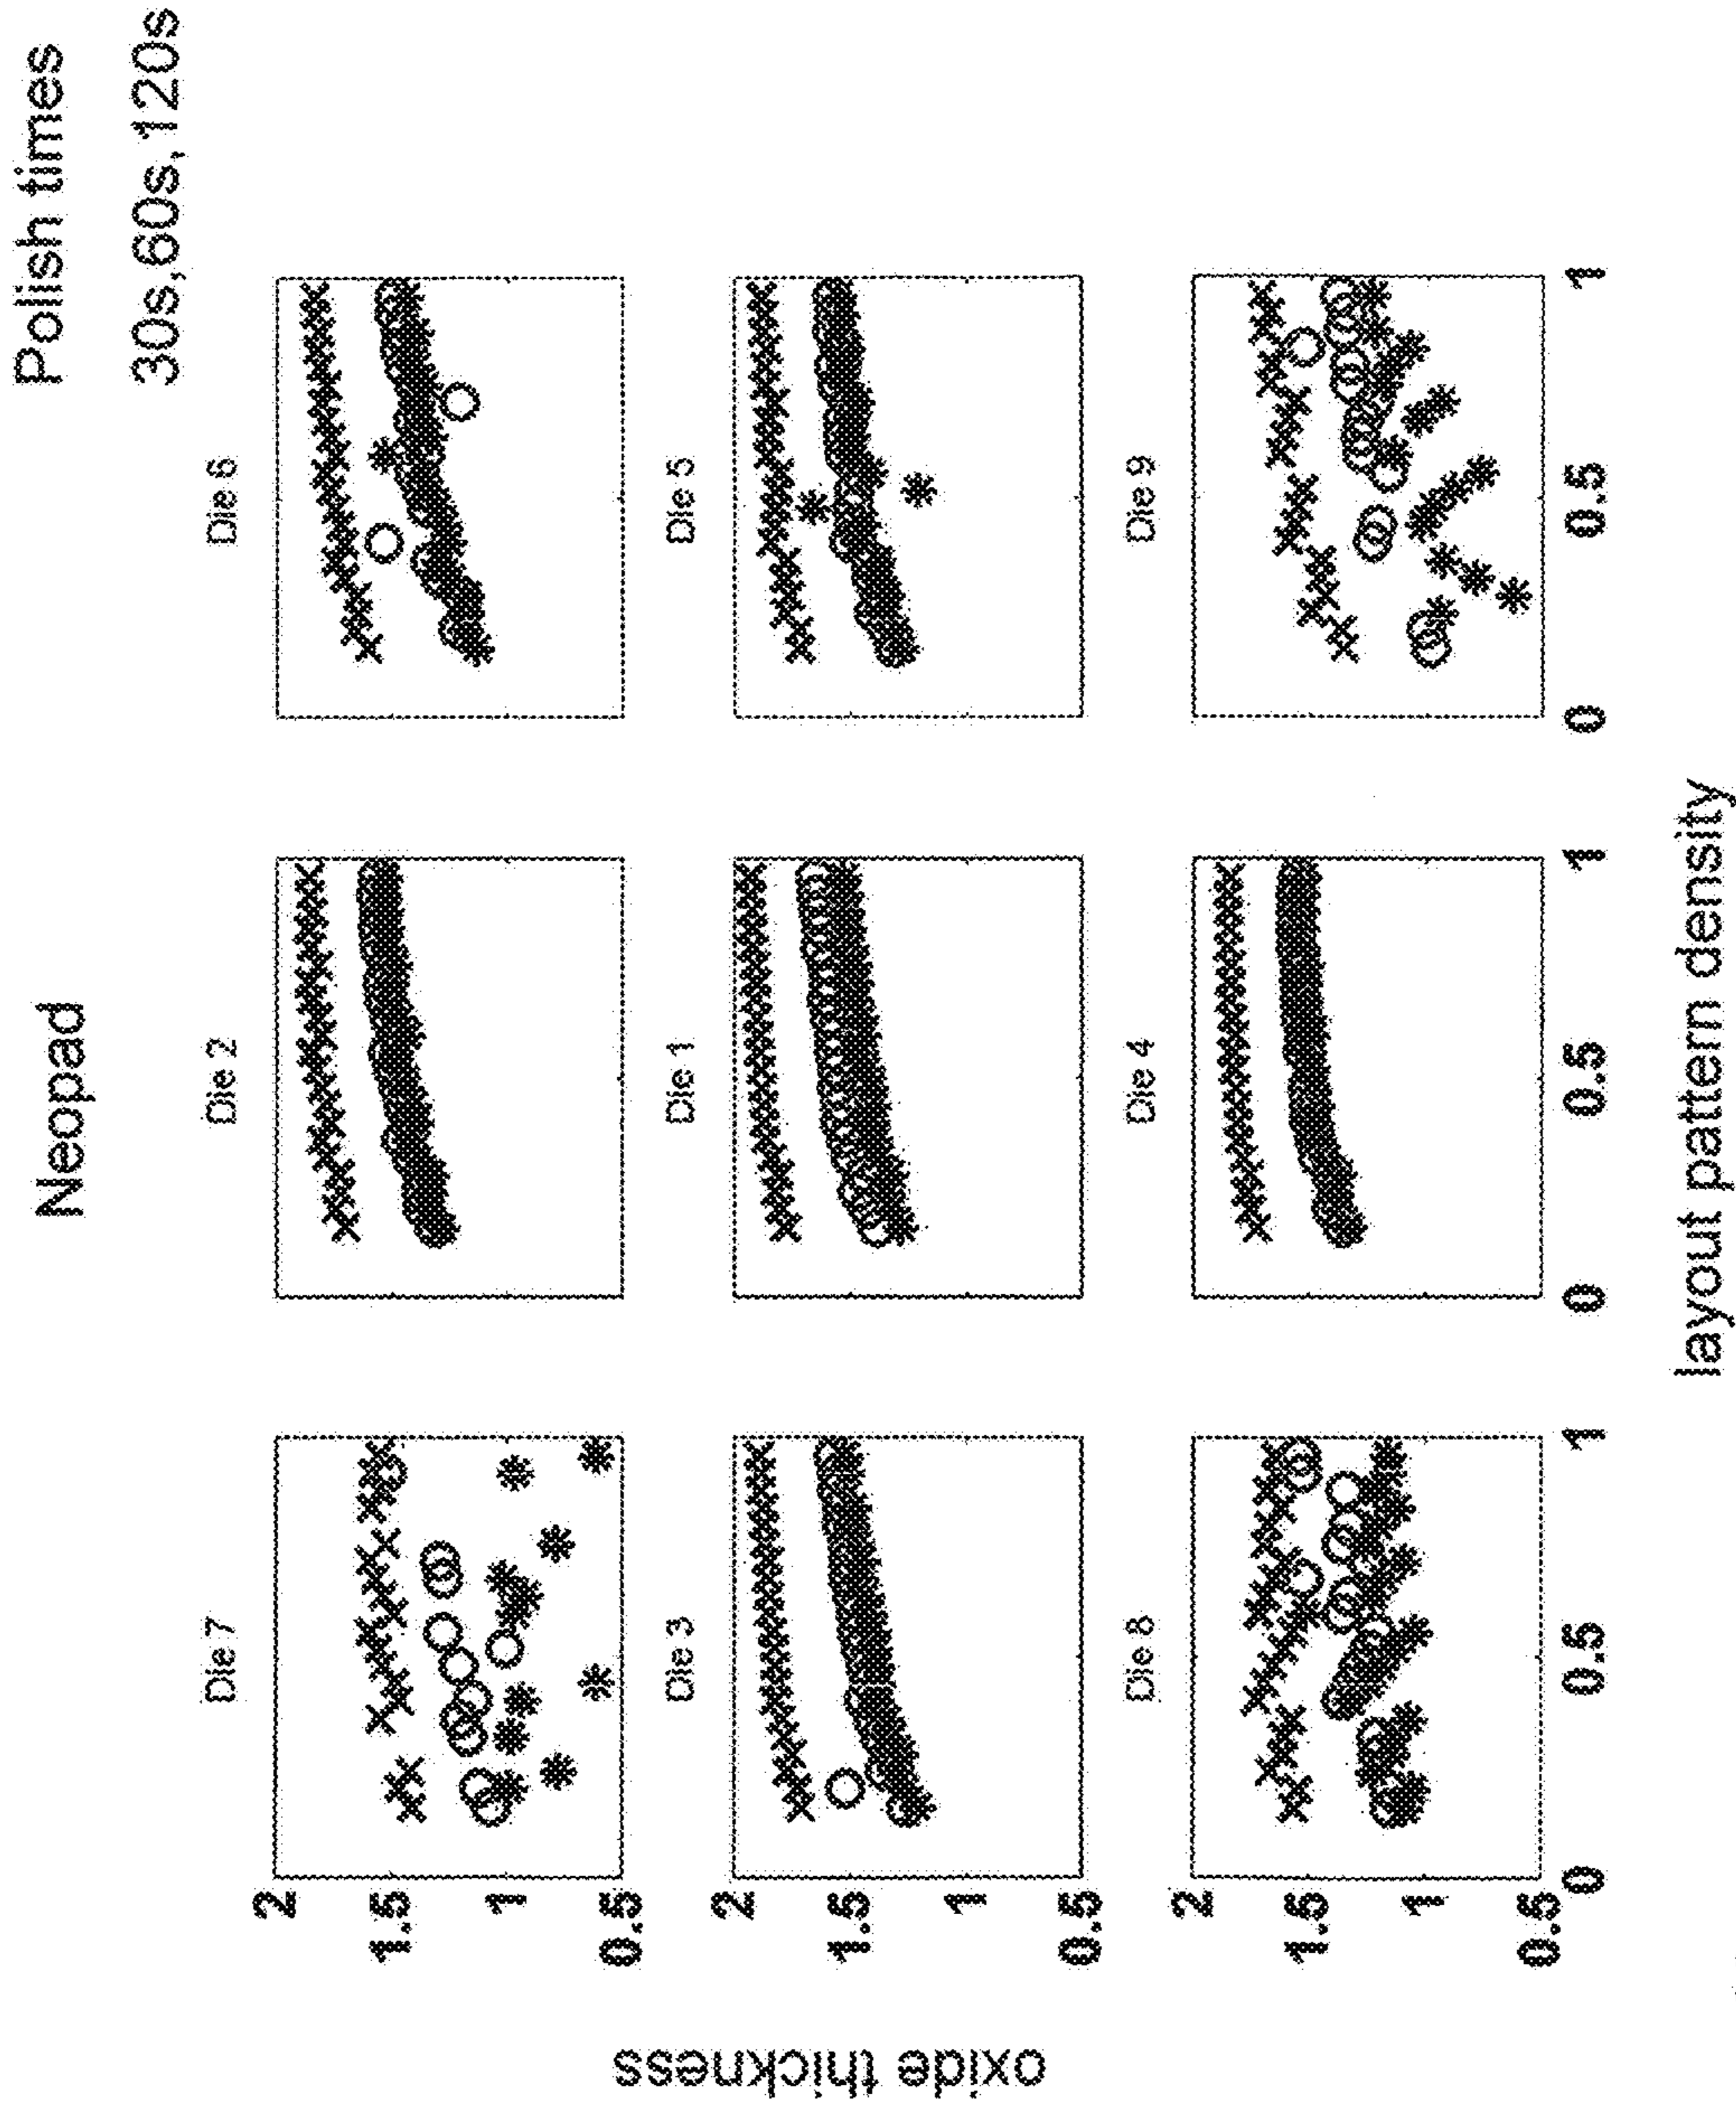 Neopad
Polish times
30s,60s,120s
Die 7
Die 2
Die 6
2
1.5
1
0.5
Die 3
Die 1
Die 5
2
1.5
1
0.5
Die 8
Die 4
Die 9
2
1.5
1
0.5
0 0.5 1 0 0.5 1 0 0.5 1
oxide thickness
layout pattern density